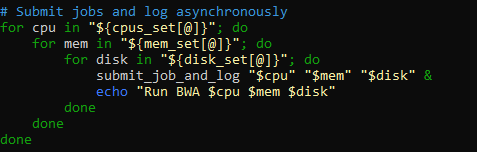 # Submit jobs and log asynchronously
for cpu in "${cpus_set[@]}"; do
    for mem in "${mem_set[@]}"; do
        for disk in "${disk_set[@]}"; do
            submit_job_and_log "$cpu" "$mem" "$disk" &
            echo "Run BWA $cpu $mem $disk"
        done
    done
done